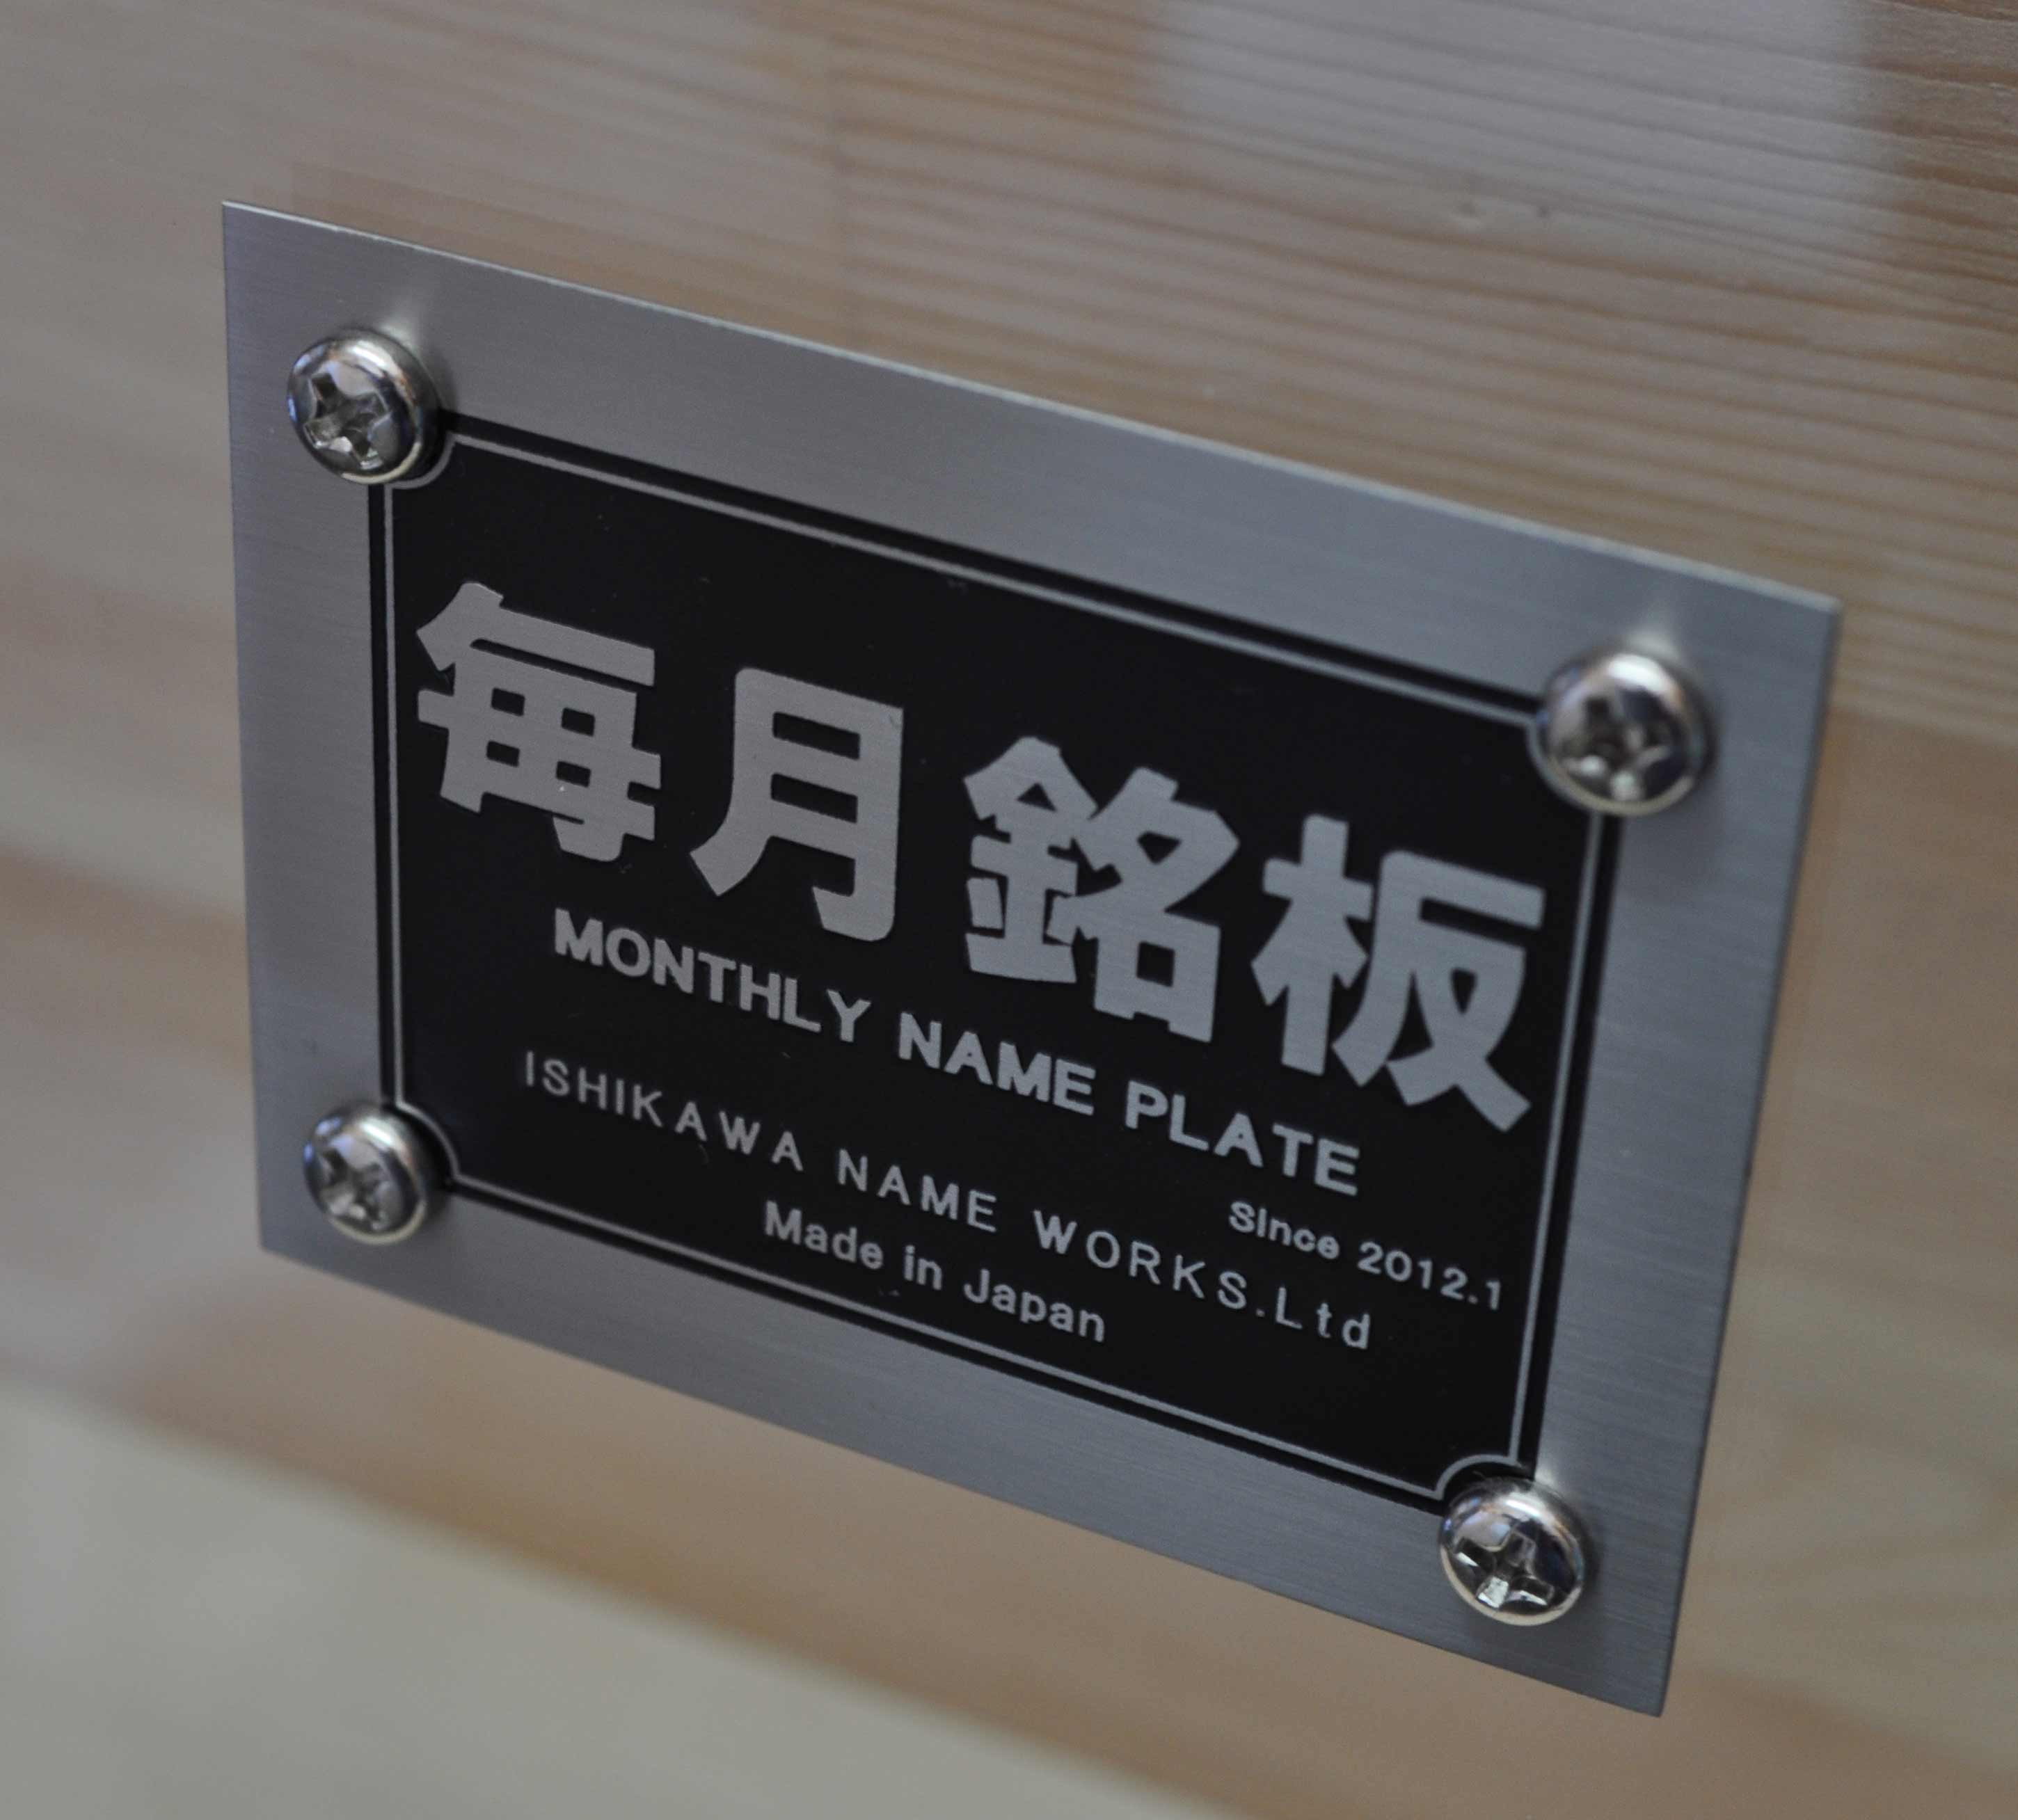 毎月銘板
MONTHLY NAME PLATE
Since 2012.1
ISHIKAWA NAME WORKS.Ltd
Made in Japan